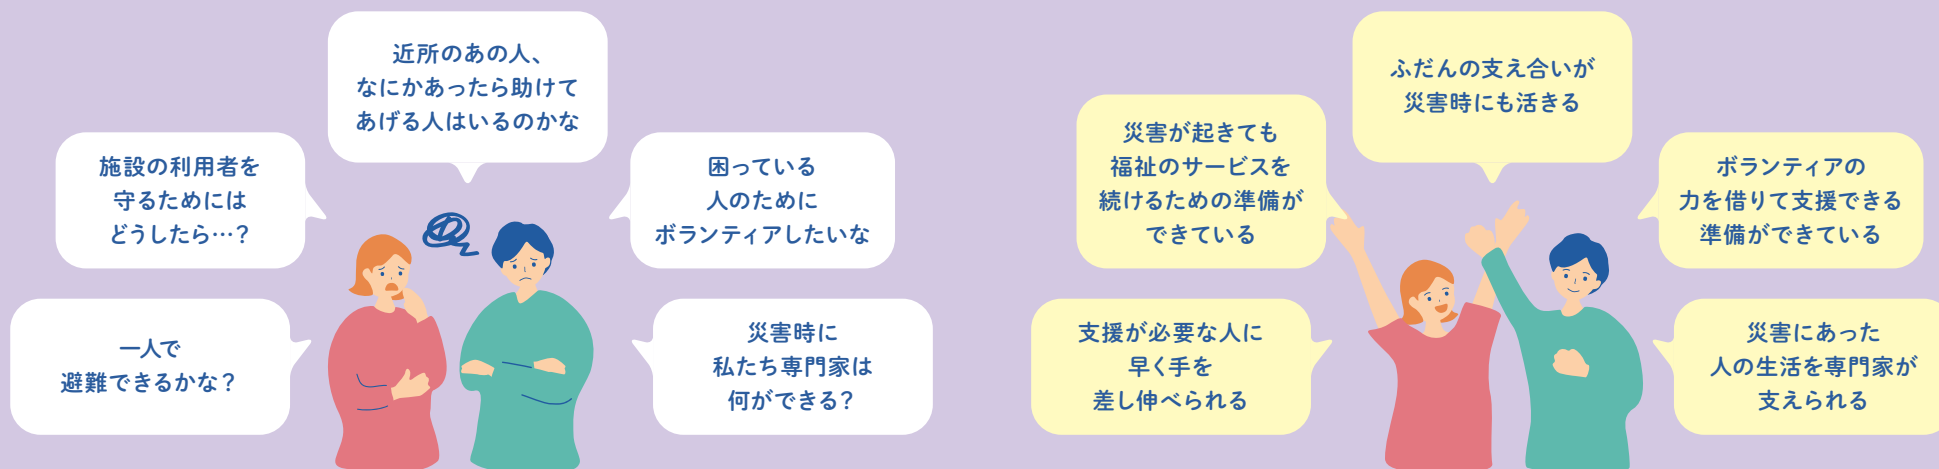 近所のあの人、
なにかあったら助けて
あげる人はいるのかな
施設の利用者を
守るためには
どうしたら…?
困っている
人のために
ボランティアしたいな
一人で
避難できるかな?
災害時に
私たち専門家は
何ができる?
ふだんの支え合いが
災害時にも活きる
災害が起きても
福祉のサービスを
続けるための準備が
できている
ボランティアの
力を借りて支援できる
準備ができている
支援が必要な人に
早く手を
差し伸べられる
災害にあった
人の生活を専門家が
支えられる